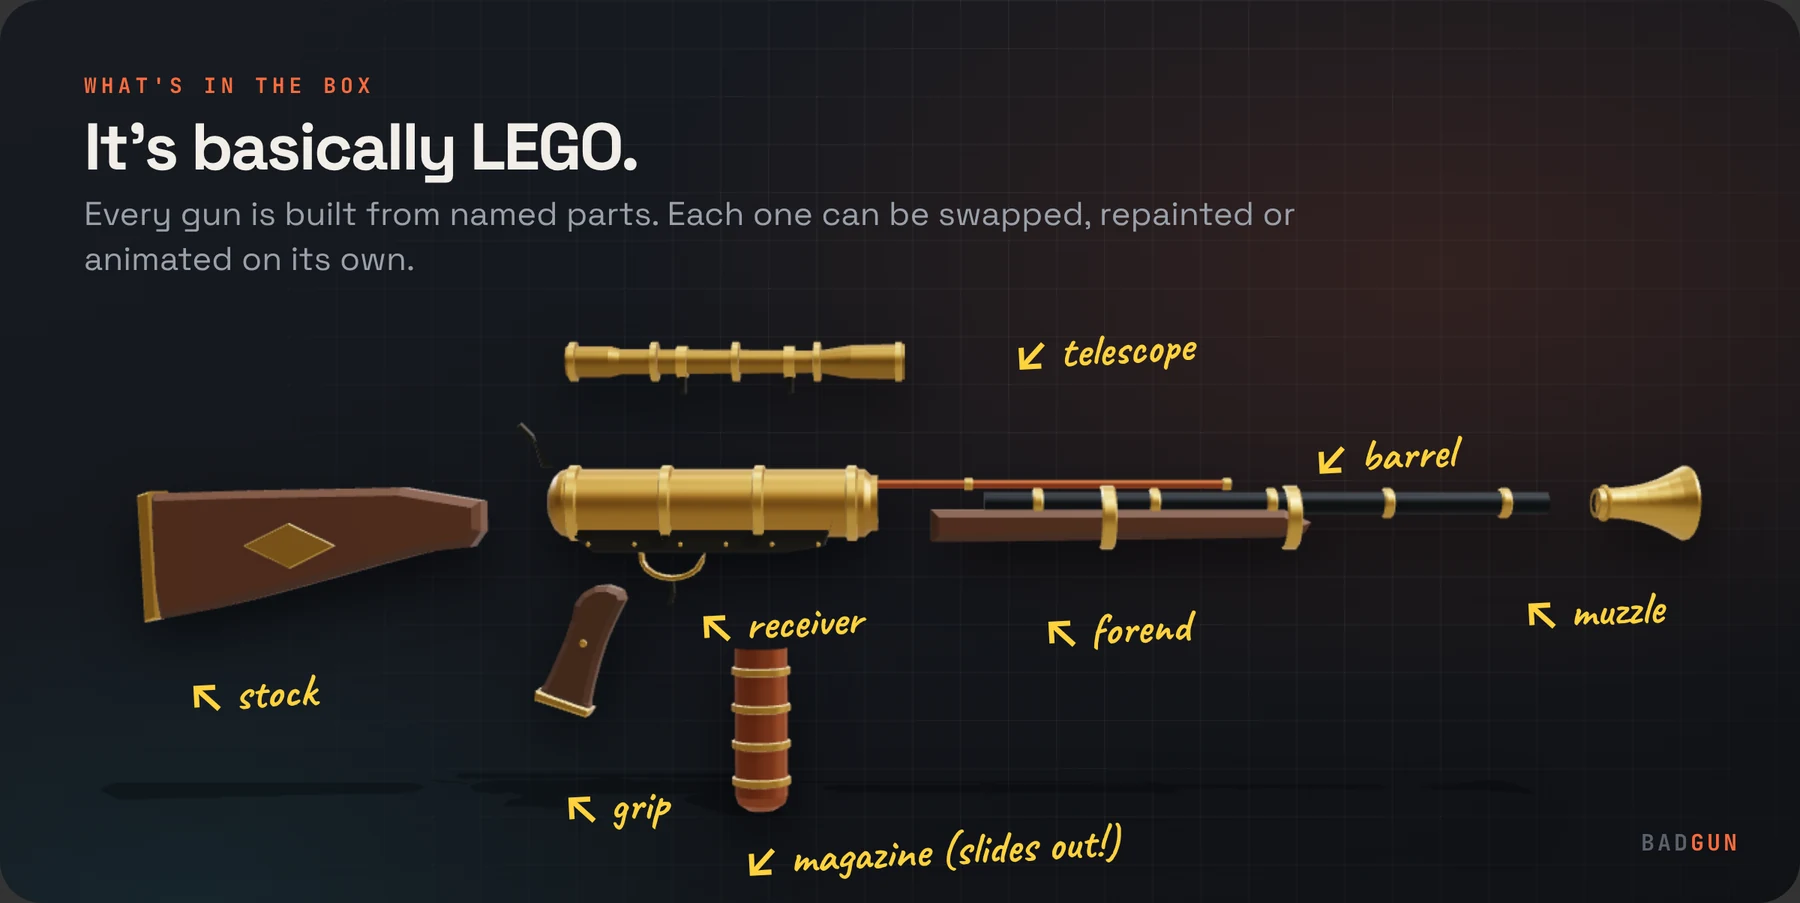 WHAT'S IN THE BOX
It's basically LEGO.
Every gun is built from named parts. Each one can be swapped, repainted or
animated on its own.
↙ telescope
↙ barrel
↖ receiver
↖ forend
↖ muzzle
↖ stock
↖ grip
↙ magazine (slides out!)
BADGUN